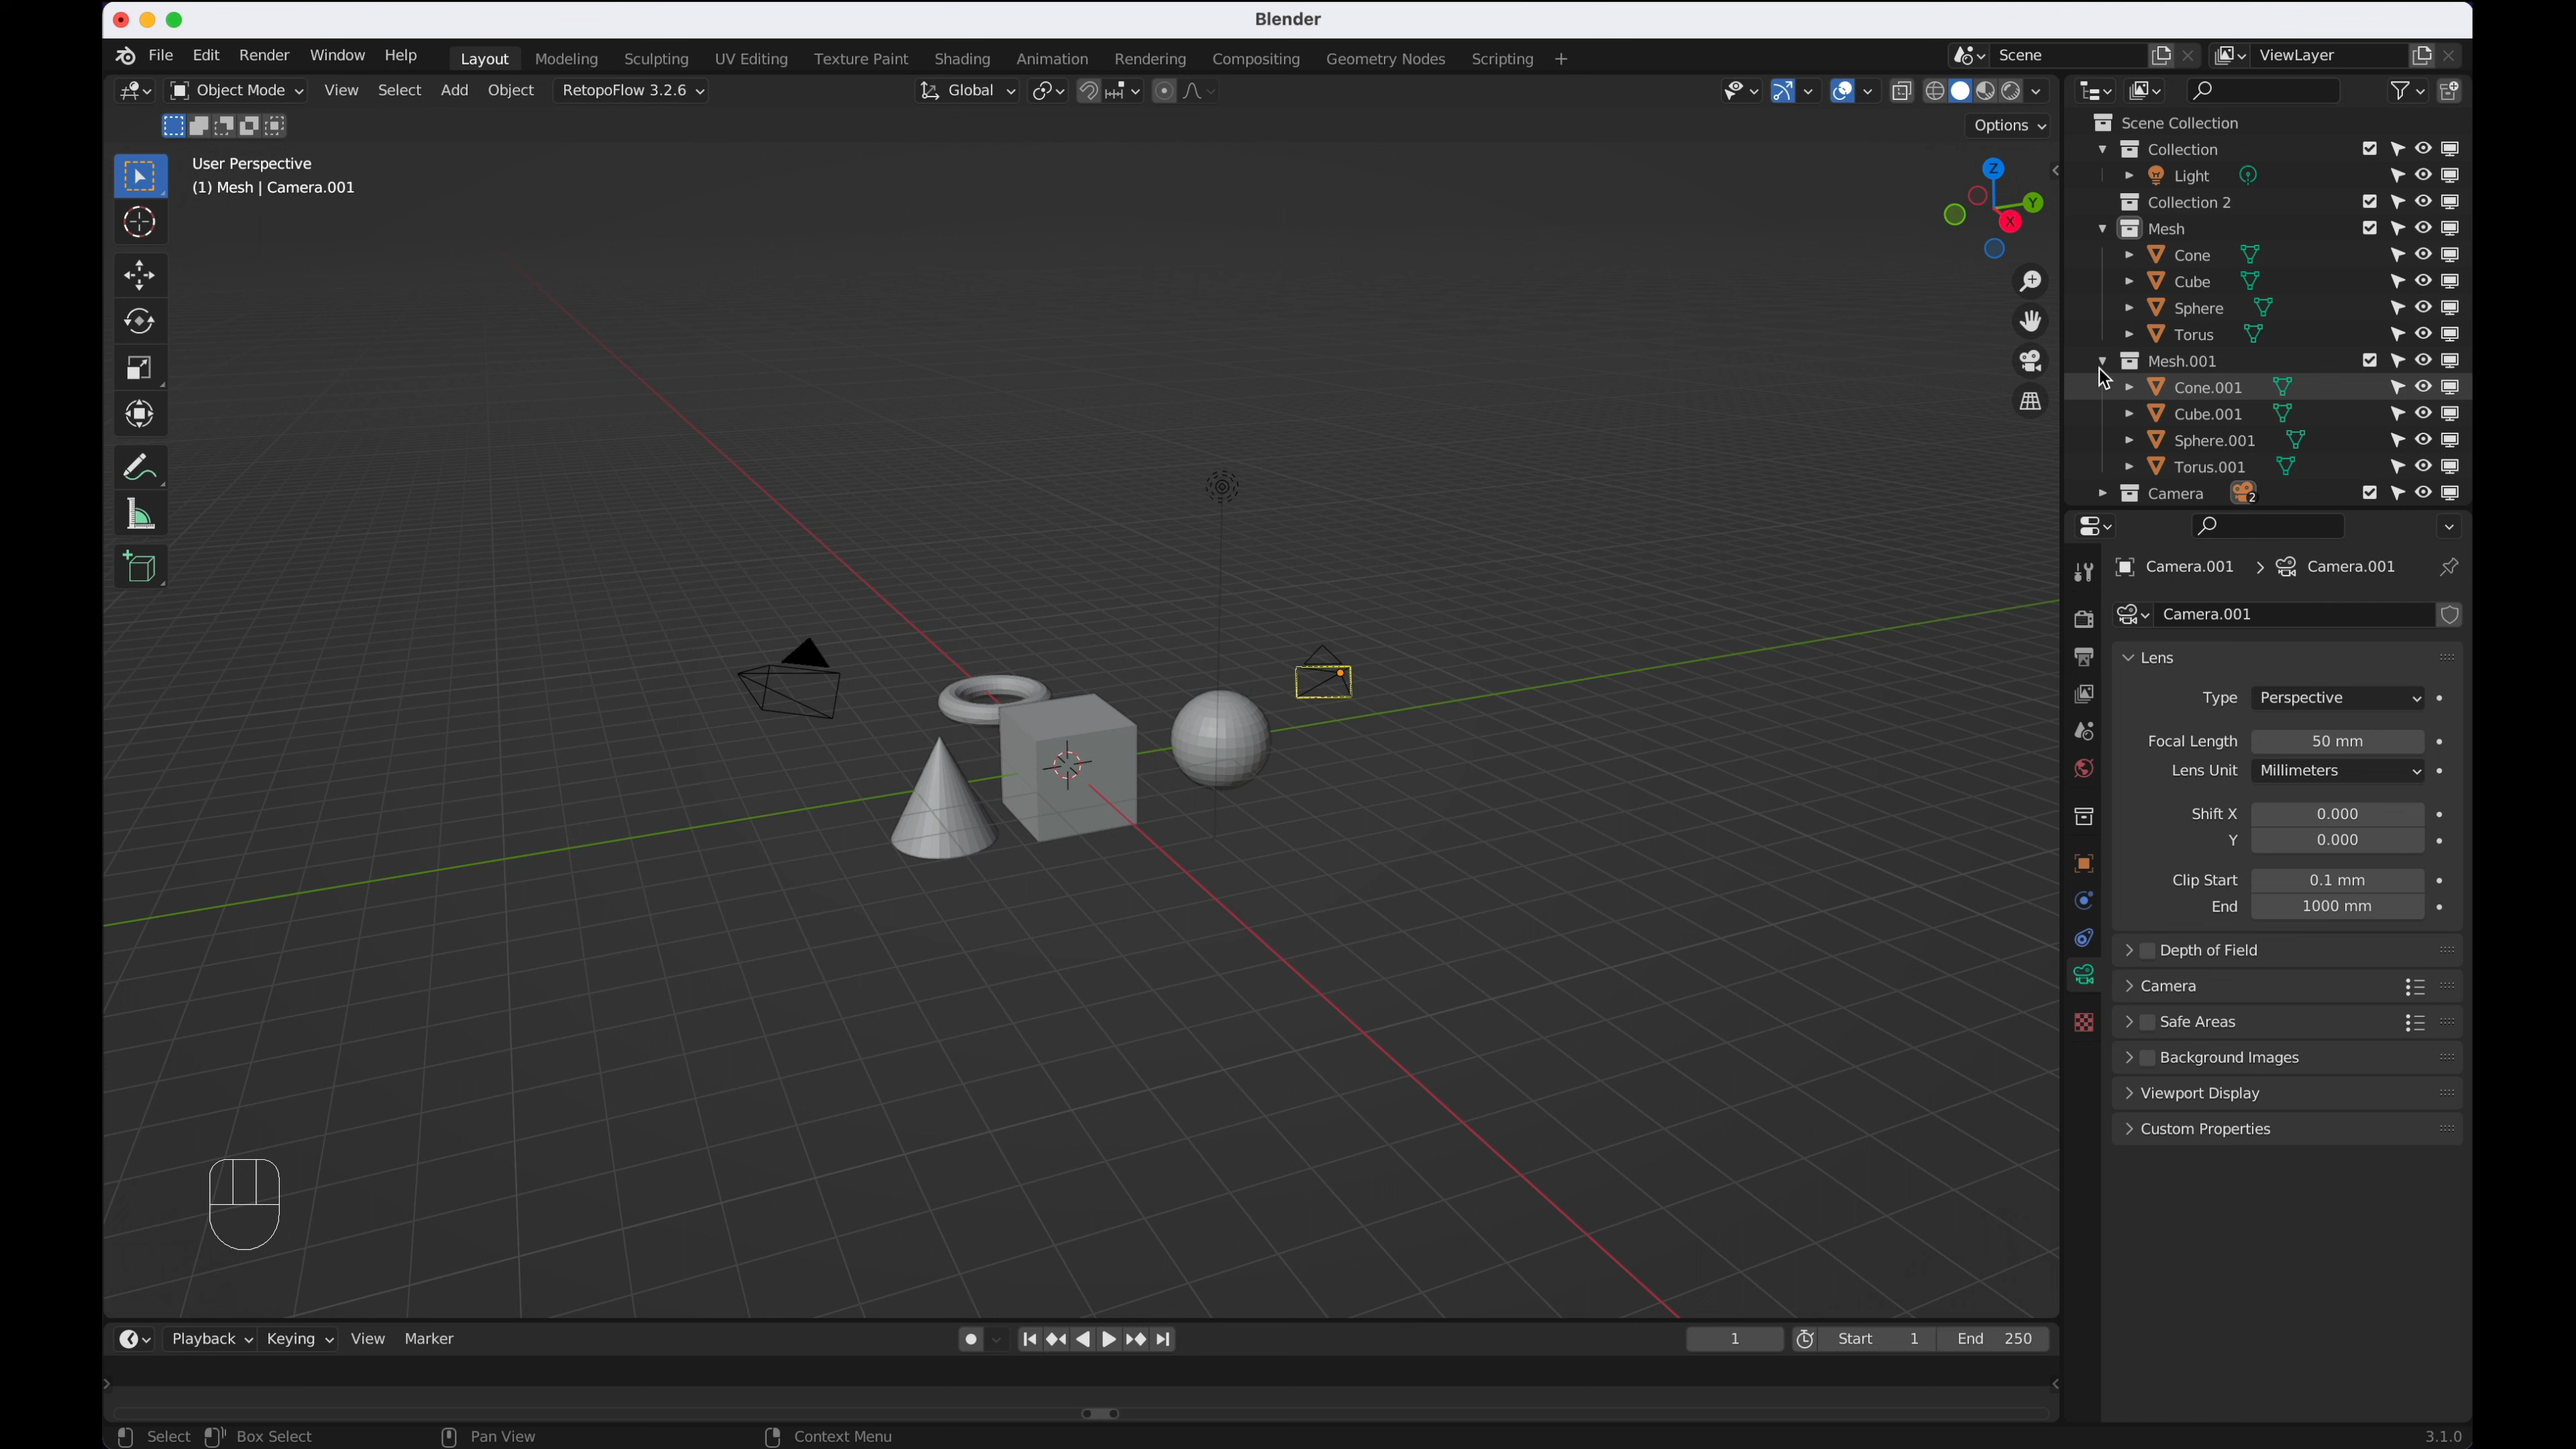 Blender
File Edit Render Window Help Layout Modeling Sculpting UV Editing Texture Paint Shading Animation Rendering Compositing Geometry Nodes Scripting + Scene ViewLayer
Object Mode View Select Add Object RetopoFlow 3.2.6 Global
Options
User Perspective
(1) Mesh | Camera.001
Z
Y
X
Scene Collection
Collection
Light
Collection 2
Mesh
Cone
Cube
Sphere
Torus
Mesh.001
Cone.001
Cube.001
Sphere.001
Torus.001
Camera 2
Camera.001 > Camera.001
Camera.001
Lens
Type Perspective
Focal Length 50 mm
Lens Unit Millimeters
Shift X 0.000
Y 0.000
Clip Start 0.1 mm
End 1000 mm
Depth of Field
Camera
Safe Areas
Background Images
Viewport Display
Custom Properties
Playback Keying View Marker 1 Start 1 End 250
Select Box Select Pan View Context Menu 3.1.0